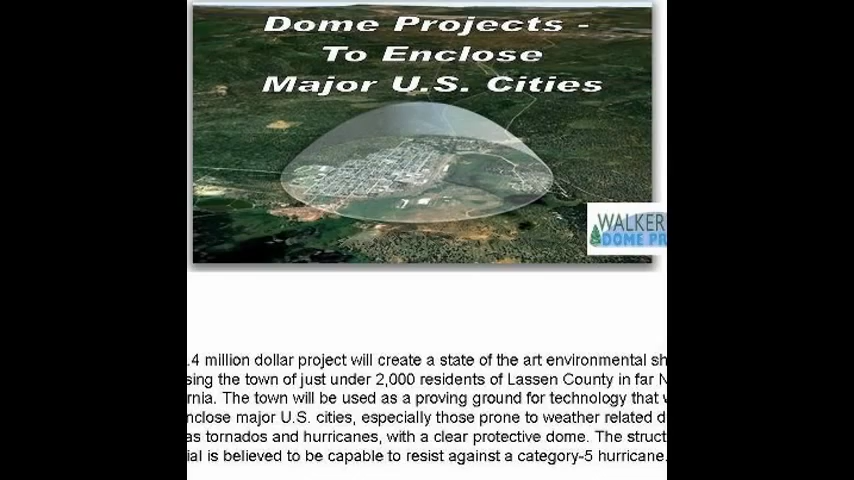 Dome Projects -
To Enclose
Major U.S. Cities
WALKER
DOME PR
.4 million dollar project will create a state of the art environmental sh
sing the town of just under 2,000 residents of Lassen County in far N
rnia. The town will be used as a proving ground for technology that w
nclose major U.S. cities, especially those prone to weather related d
as tornados and hurricanes, with a clear protective dome. The struct
ial is believed to be capable to resist against a category-5 hurricane.